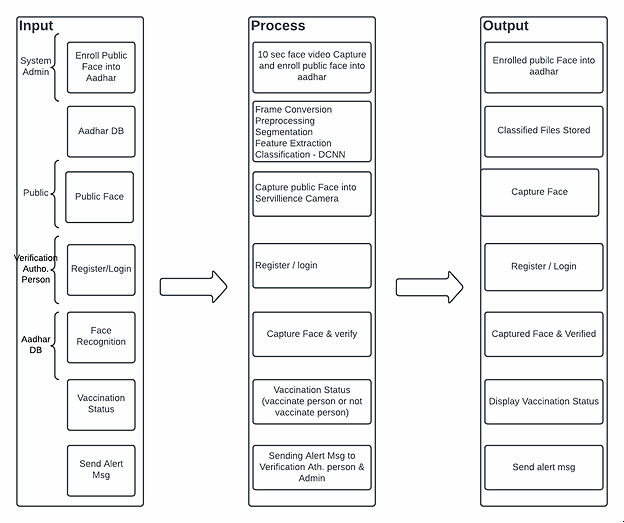 Input
System
Admin
Enroll Public
Face into
Aadhar
Aadhar DB
Public
Public Face
Verification
Autho.
Person
Register/Login
Aadhar
DB
Face
Recognition
Vaccination
Status
Send Alert
Msg
Process
10 sec face video Capture
and enroll public face into
aadhar
Frame Conversion
Preprocessing
Segmentation
Feature Extraction
Classification - DCNN
Capture public Face into
Servillience Camera
Register / login
Capture Face & verify
Vaccination Status
(vaccinate person or not
vaccinate person)
Sending Alert Msg to
Verification Ath. person &
Admin
Output
Enrolled pubilc Face into
aadhar
Classified Files Stored
Capture Face
Register / Login
Captured Face & Verified
Display Vaccination Status
Send alert msg